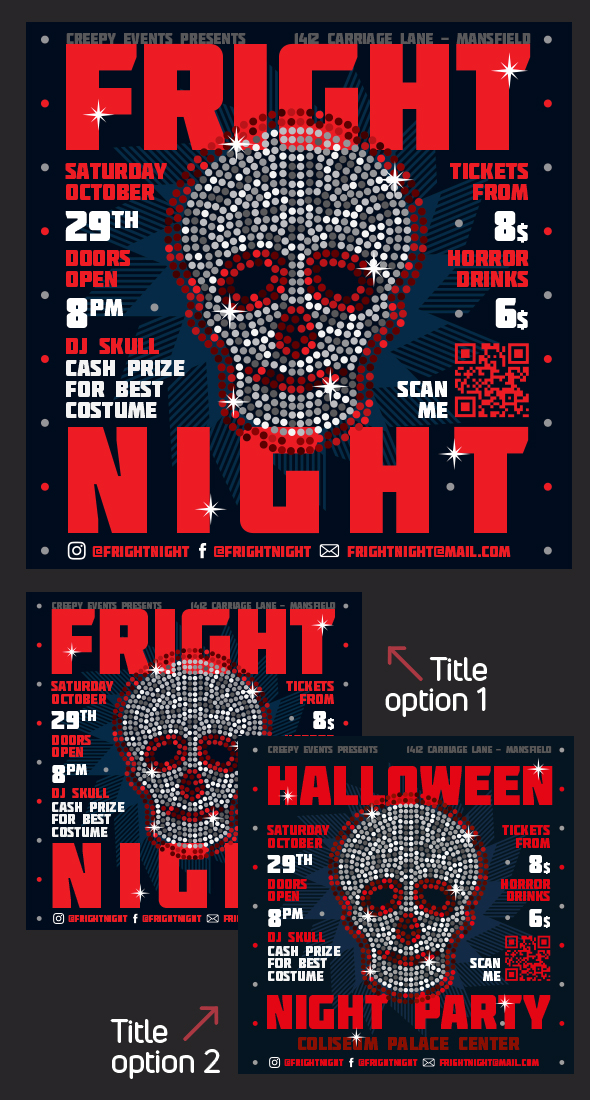 CREEPY EVENTS PRESENTS
1412 CARRIAGE LANE - MANSFIELD
FRIGHT
SATURDAY
OCTOBER
29TH
DOORS
OPEN
8PM
DJ SKULL
CASH PRIZE
FOR BEST
COSTUME
TICKETS
FROM
8$
HORROR
DRINKS
6$
SCAN
ME
NIGHT
@FRIGHTNIGHT
f @FRIGHTNIGHT
FRIGHTNIGHT@MAIL.COM
CREEPY EVENTS PRESENTS
1412 CARRIAGE LANE - MANSFIELD
FRIGHT
SATURDAY
OCTOBER
29TH
DOORS
OPEN
8PM
DJ SKULL
CASH PRIZE
FOR BEST
COSTUME
TICKETS
FROM
8$
NIG
@FRIGHTNIGHT
f @FRIGHTNIGHT
FRI
Title
option 1
CREEPY EVENTS PRESENTS
1412 CARRIAGE LANE - MANSFIELD
HALLOWEEN
SATURDAY
OCTOBER
29TH
DOORS
OPEN
8PM
DJ SKULL
CASH PRIZE
FOR BEST
COSTUME
TICKETS
FROM
8$
HORROR
DRINKS
6$
SCAN
ME
NIGHT PARTY
COLISEUM PALACE CENTER
@FRIGHTNIGHT
f @FRIGHTNIGHT
FRIGHTNIGHT@MAIL.COM
Title
option 2